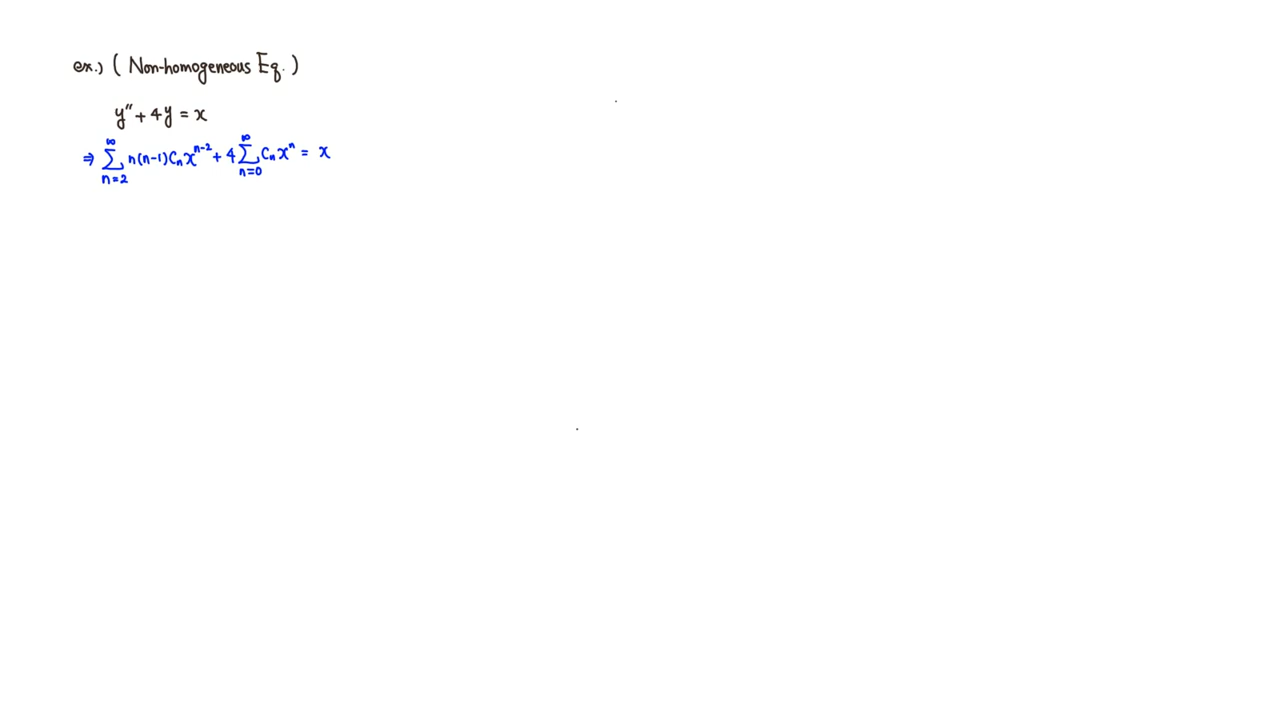 ex.) ( Non-homogeneous Eq. )
y'' + 4y = x
⇒ ∑_{n=2}^{∞} n(n-1)C_n x^{n-2} + 4 ∑_{n=0}^{∞} C_n x^n = x